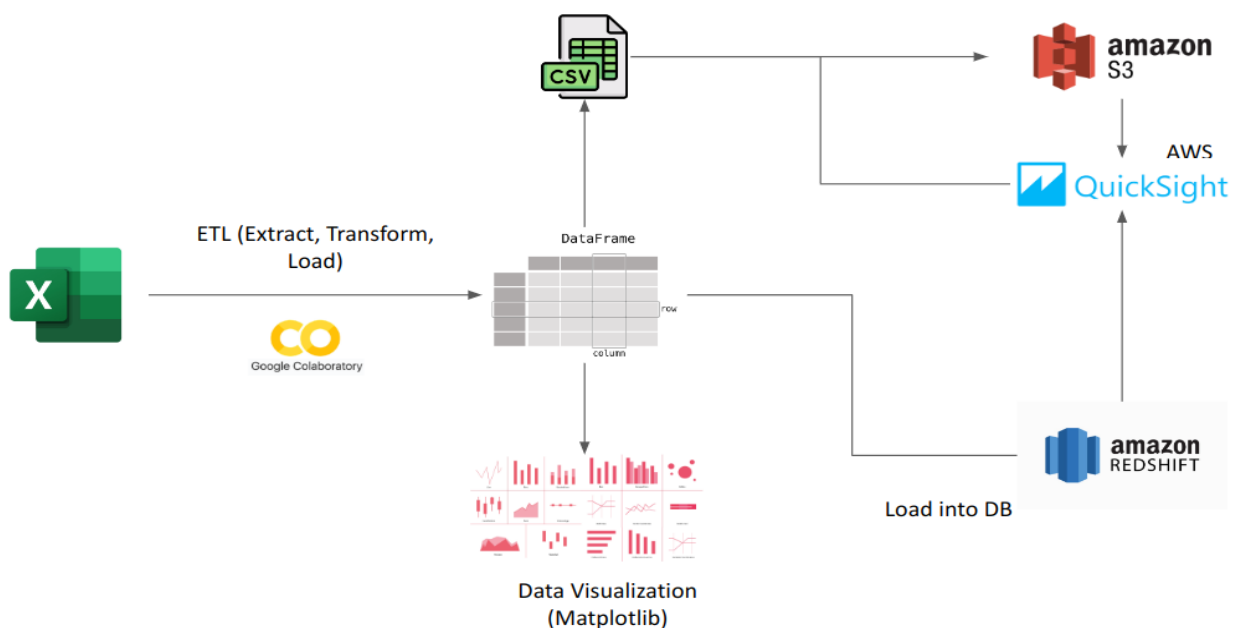 CSV
amazon
S3
AWS
QuickSight
ETL (Extract, Transform,
Load)
DataFrame
X
row
column
Google Colaboratory
amazon
REDSHIFT
Load into DB
Data Visualization
(Matplotlib)